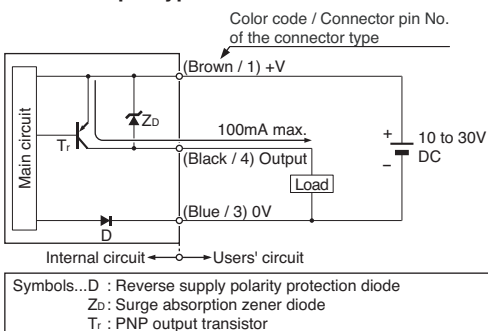 Color code / Connector pin No.
of the connector type
(Brown / 1) +V
Main circuit
Tr
ZD
100mA max.
(Black / 4) Output
Load
+
−
10 to 30V
DC
(Blue / 3) 0V
D
Internal circuit
Users' circuit
Symbols...D : Reverse supply polarity protection diode
ZD : Surge absorption zener diode
Tr : PNP output transistor